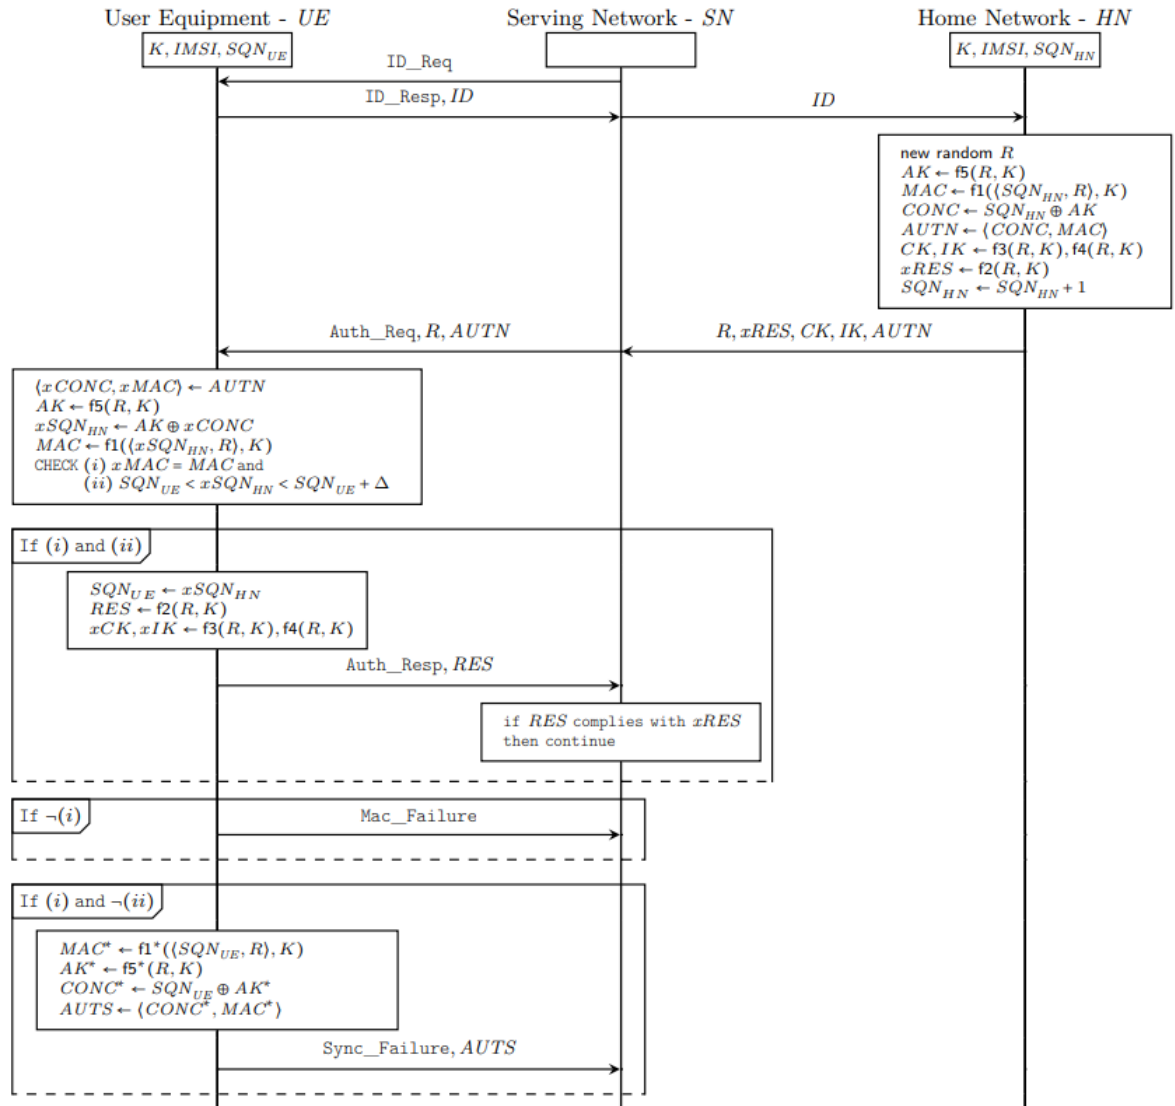 User Equipment - UE
Serving Network - SN
Home Network - HN
K, IMSI, SQN_UE
K, IMSI, SQN_HN
ID_Req
ID_Resp, ID
ID
new random R
AK ← f5(R, K)
MAC ← f1(⟨SQN_HN, R⟩, K)
CONC ← SQN_HN ⊕ AK
AUTN ← ⟨CONC, MAC⟩
CK, IK ← f3(R, K), f4(R, K)
xRES ← f2(R, K)
SQN_HN ← SQN_HN + 1
Auth_Req, R, AUTN
R, xRES, CK, IK, AUTN
⟨xCONC, xMAC⟩ ← AUTN
AK ← f5(R, K)
xSQN_HN ← AK ⊕ xCONC
MAC ← f1(⟨xSQN_HN, R⟩, K)
CHECK (i) xMAC = MAC and
(ii) SQN_UE < xSQN_HN < SQN_UE + Δ
If (i) and (ii)
SQN_UE ← xSQN_HN
RES ← f2(R, K)
xCK, xIK ← f3(R, K), f4(R, K)
Auth_Resp, RES
if RES complies with xRES
then continue
If ¬(i)
Mac_Failure
If (i) and ¬(ii)
MAC* ← f1*(⟨SQN_UE, R⟩, K)
AK* ← f5*(R, K)
CONC* ← SQN_UE ⊕ AK*
AUTS ← ⟨CONC*, MAC*⟩
Sync_Failure, AUTS